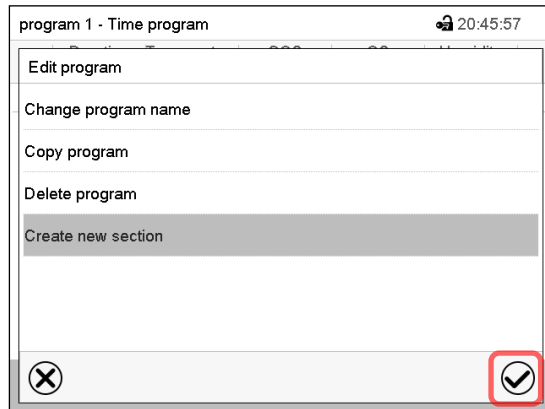 program 1 - Time program 20:45:57
Edit program
Change program name
Copy program
Delete program
Create new section